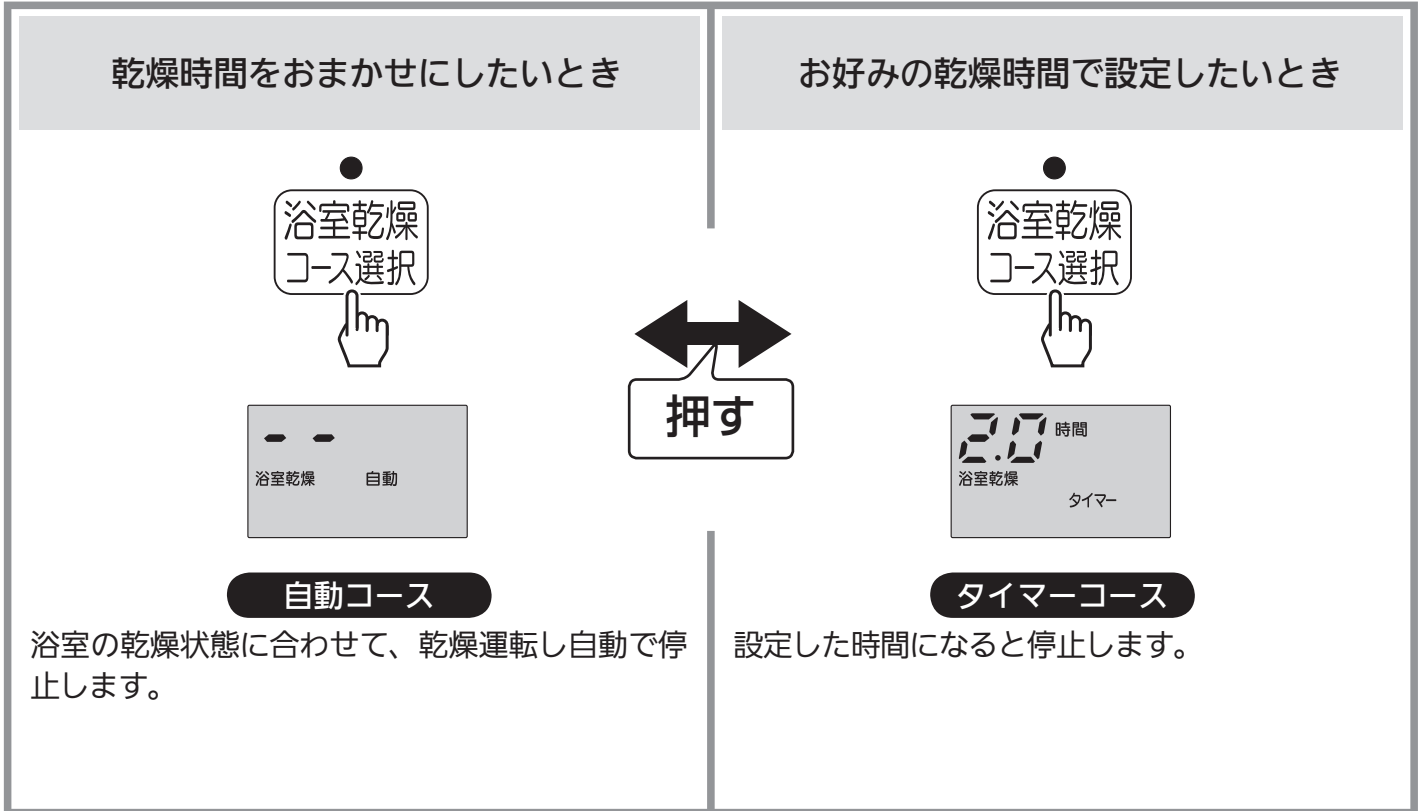 乾燥時間をおまかせにしたいとき
浴室乾燥
コース選択
- -
浴室乾燥 自動
自動コース
浴室の乾燥状態に合わせて、乾燥運転し自動で停
止します。
押す
お好みの乾燥時間で設定したいとき
浴室乾燥
コース選択
2.0 時間
浴室乾燥
タイマー
タイマーコース
設定した時間になると停止します。